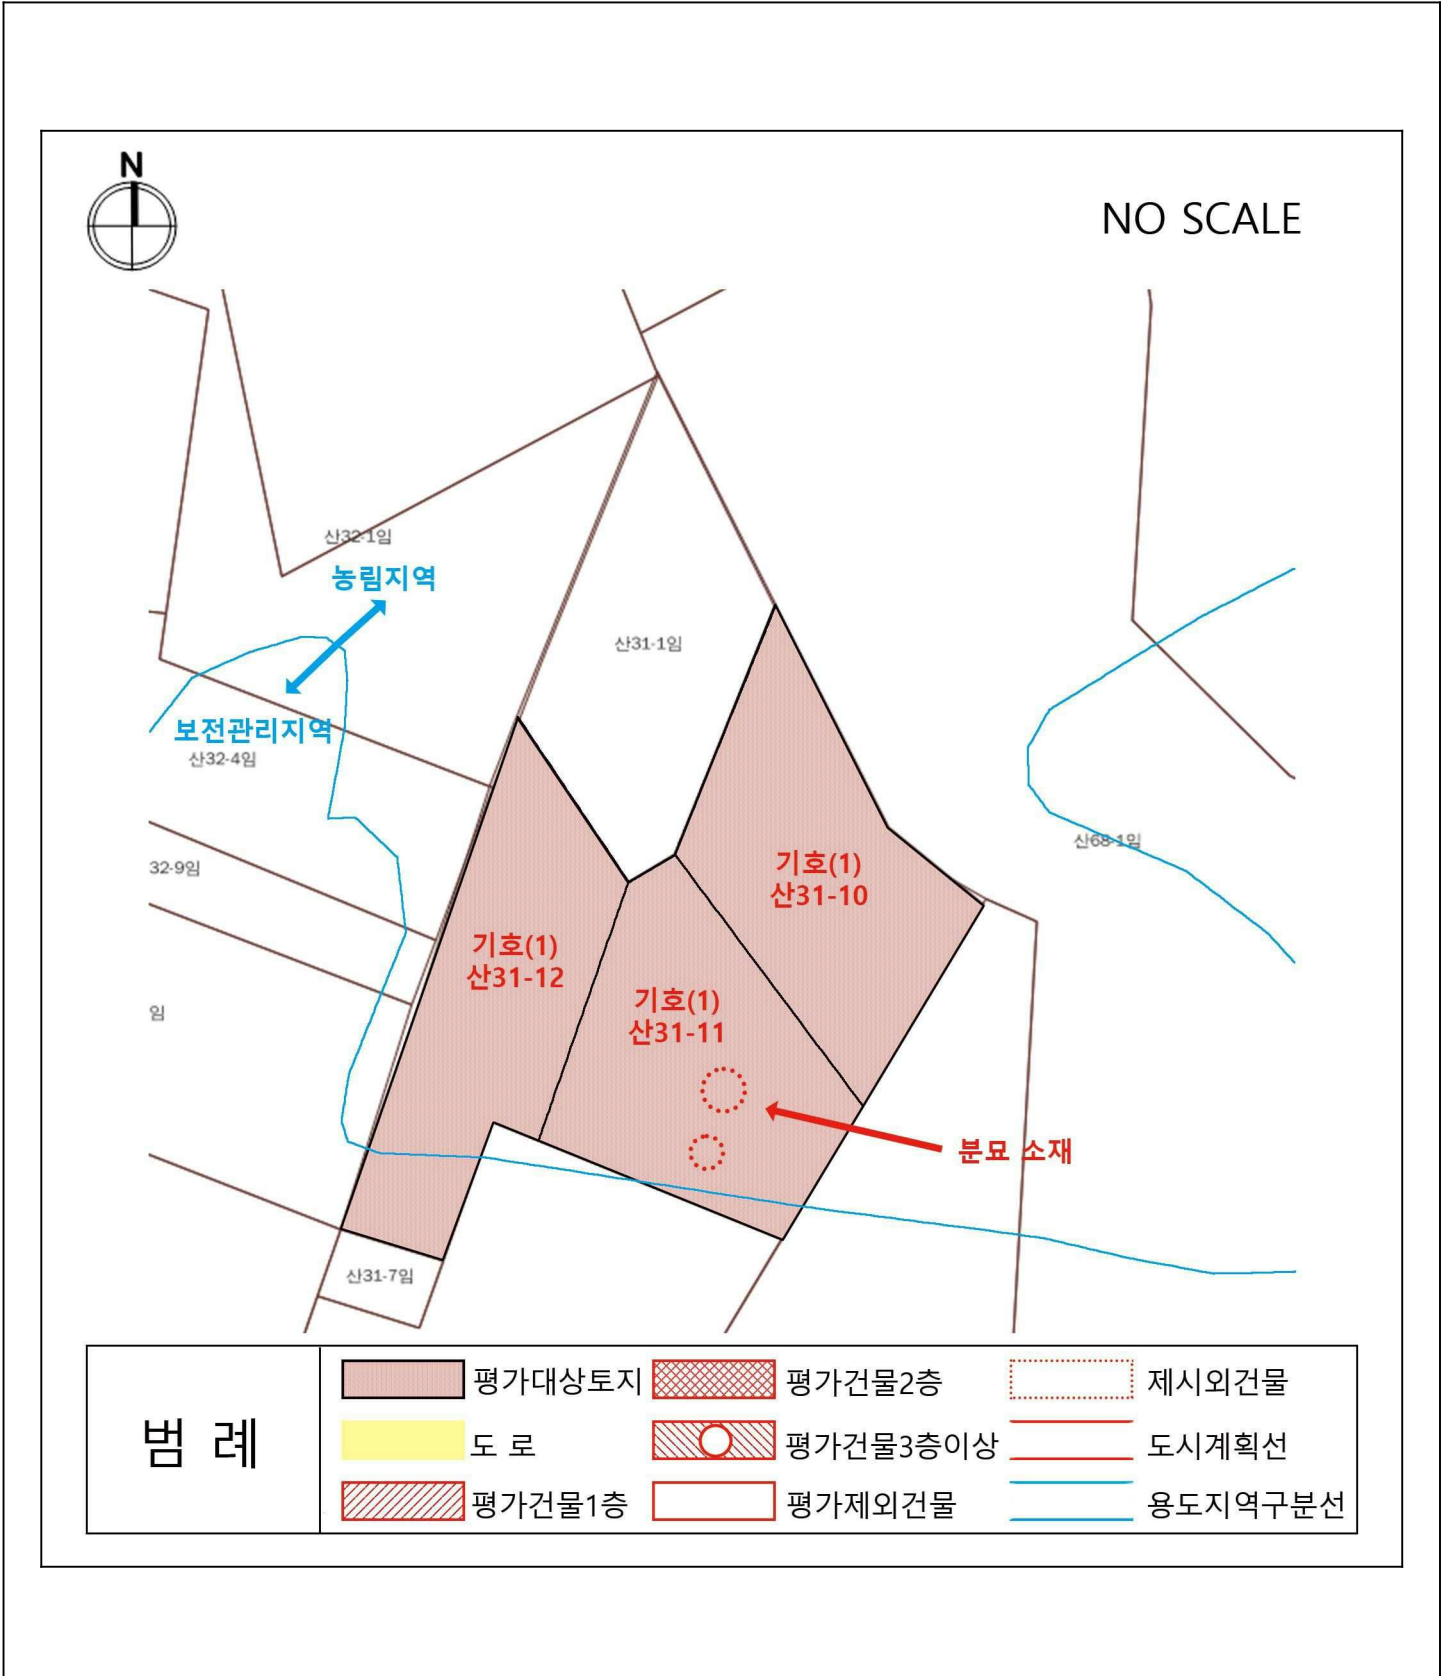 N
NO SCALE
산32-1임
농림지역
산31-1임
보전관리지역
산32-4임
산68-1임
32-9임
기호(1)
산31-10
기호(1)
산31-12
기호(1)
산31-11
임
분묘 소재
산31-7임
범 례
평가대상토지
평가건물2층
제시외건물
도 로
평가건물3층이상
도시계획선
평가건물1층
평가제외건물
용도지역구분선